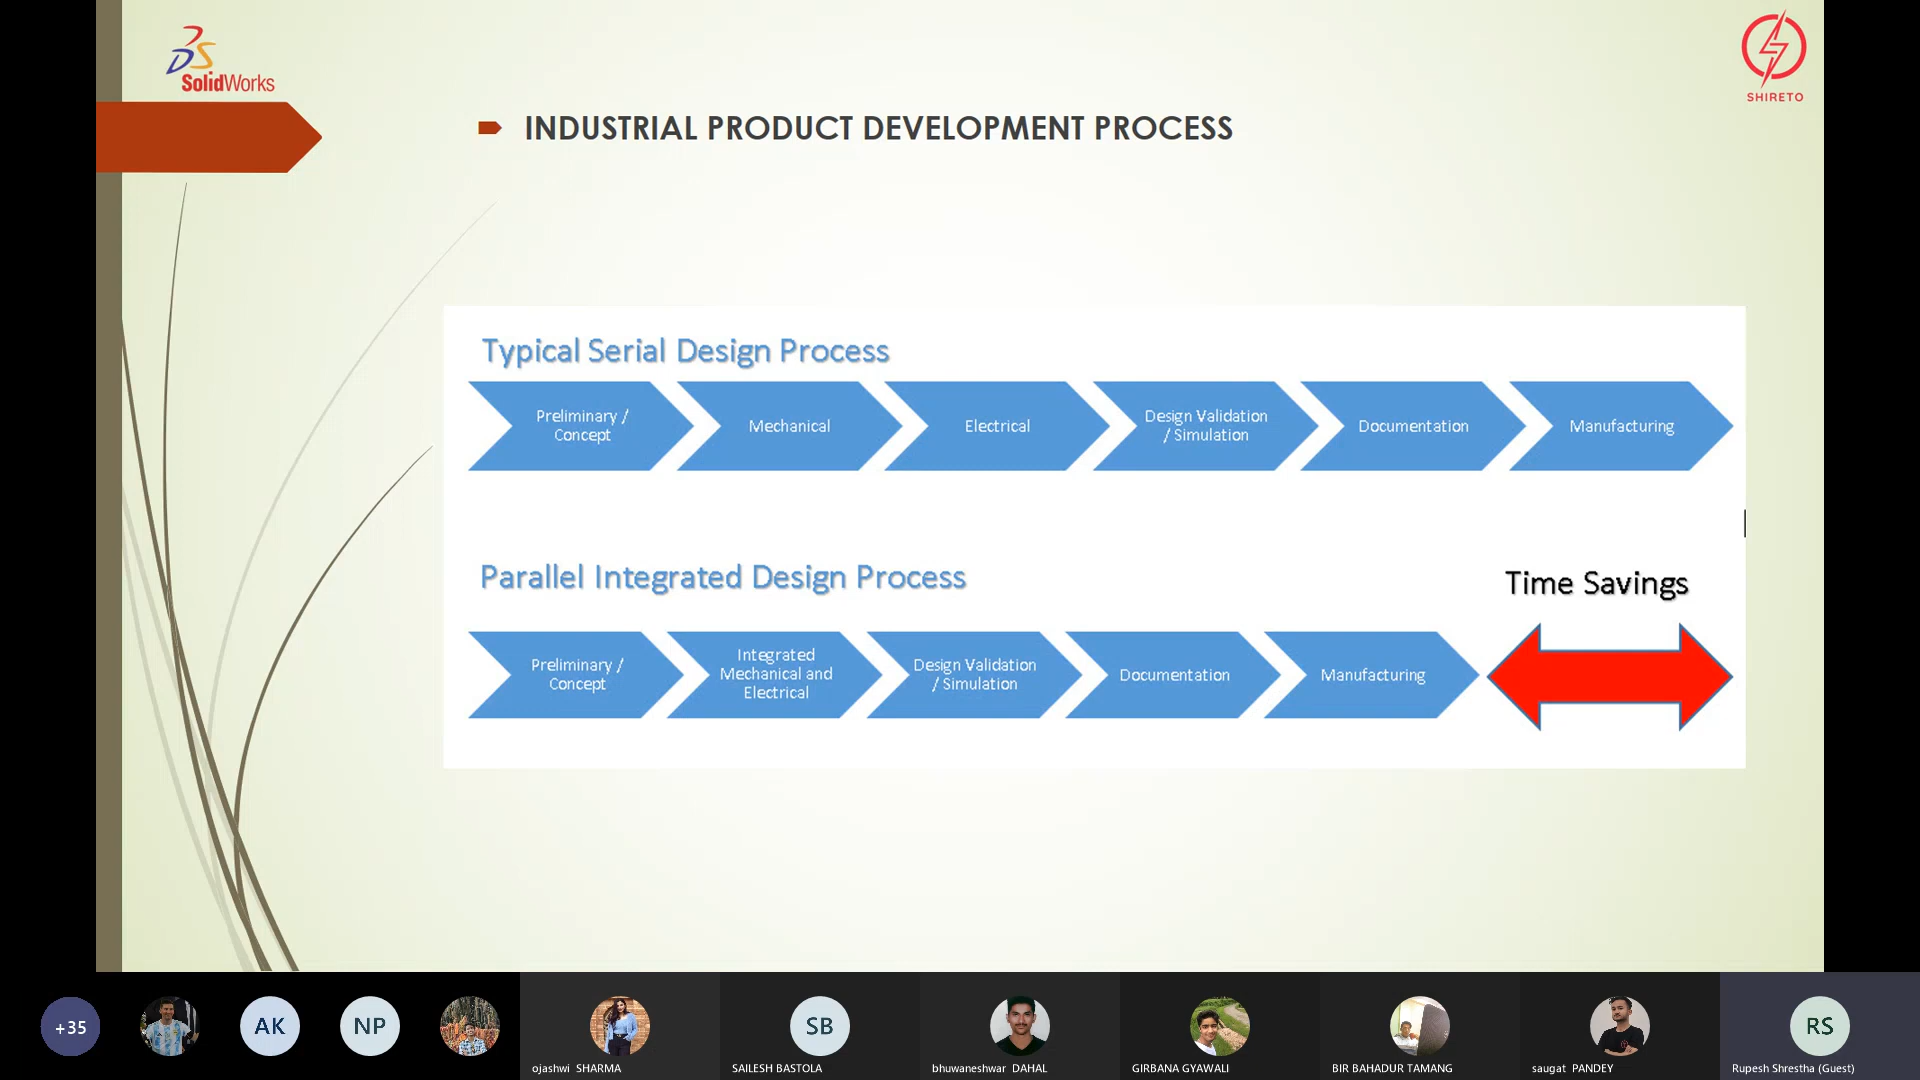 SolidWorks
SHIRETO
INDUSTRIAL PRODUCT DEVELOPMENT PROCESS
Typical Serial Design Process
Preliminary /
Concept
Mechanical
Electrical
Design Validation
/ Simulation
Documentation
Manufacturing
Parallel Integrated Design Process
Time Savings
Preliminary /
Concept
Integrated
Mechanical and
Electrical
Design Validation
/ Simulation
Documentation
Manufacturing
+35
AK
NP
SB
RS
ojashwi SHARMA
SAILESH BASTOLA
bhuwaneshwar DAHAL
GIRBANA GYAWALI
BIR BAHADUR TAMANG
saugat PANDEY
Rupesh Shrestha (Guest)